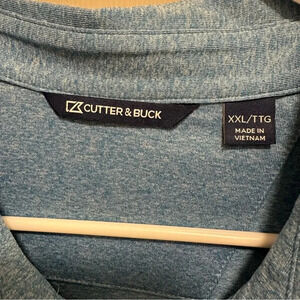 CUTTER & BUCK
XXL/TTG
MADE IN
VIETNAM